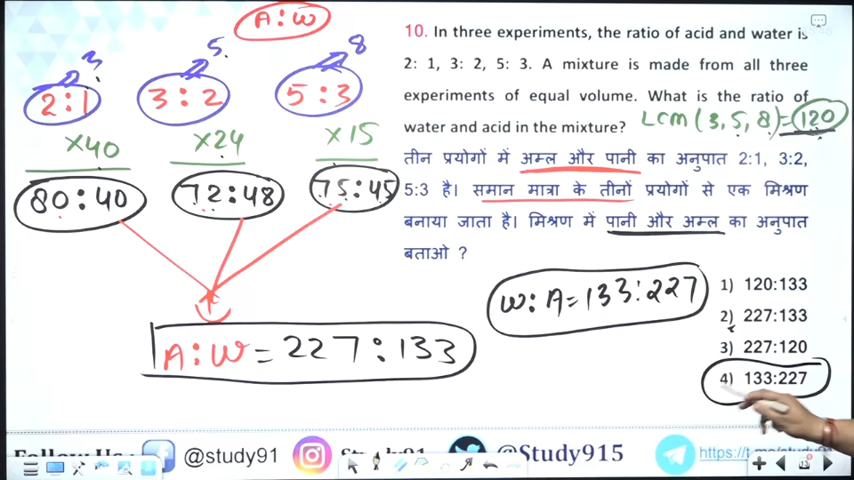 A:W
3
5
8
2:1
3:2
5:3
×40
×24
×15
80:40
72:48
75:45
A:W=227:133
10. In three experiments, the ratio of acid and water is
2: 1, 3: 2, 5: 3. A mixture is made from all three
experiments of equal volume. What is the ratio of
water and acid in the mixture?
LCM (3,5,8)=120
तीन प्रयोगों में अम्ल और पानी का अनुपात 2:1, 3:2,
5:3 है। समान मात्रा के तीनों प्रयोगों से एक मिश्रण
बनाया जाता है। मिश्रण में पानी और अम्ल का अनुपात
बताओ ?
W:A=133:227
1) 120:133
2) 227:133
3) 227:120
4) 133:227
@study91
@Study915